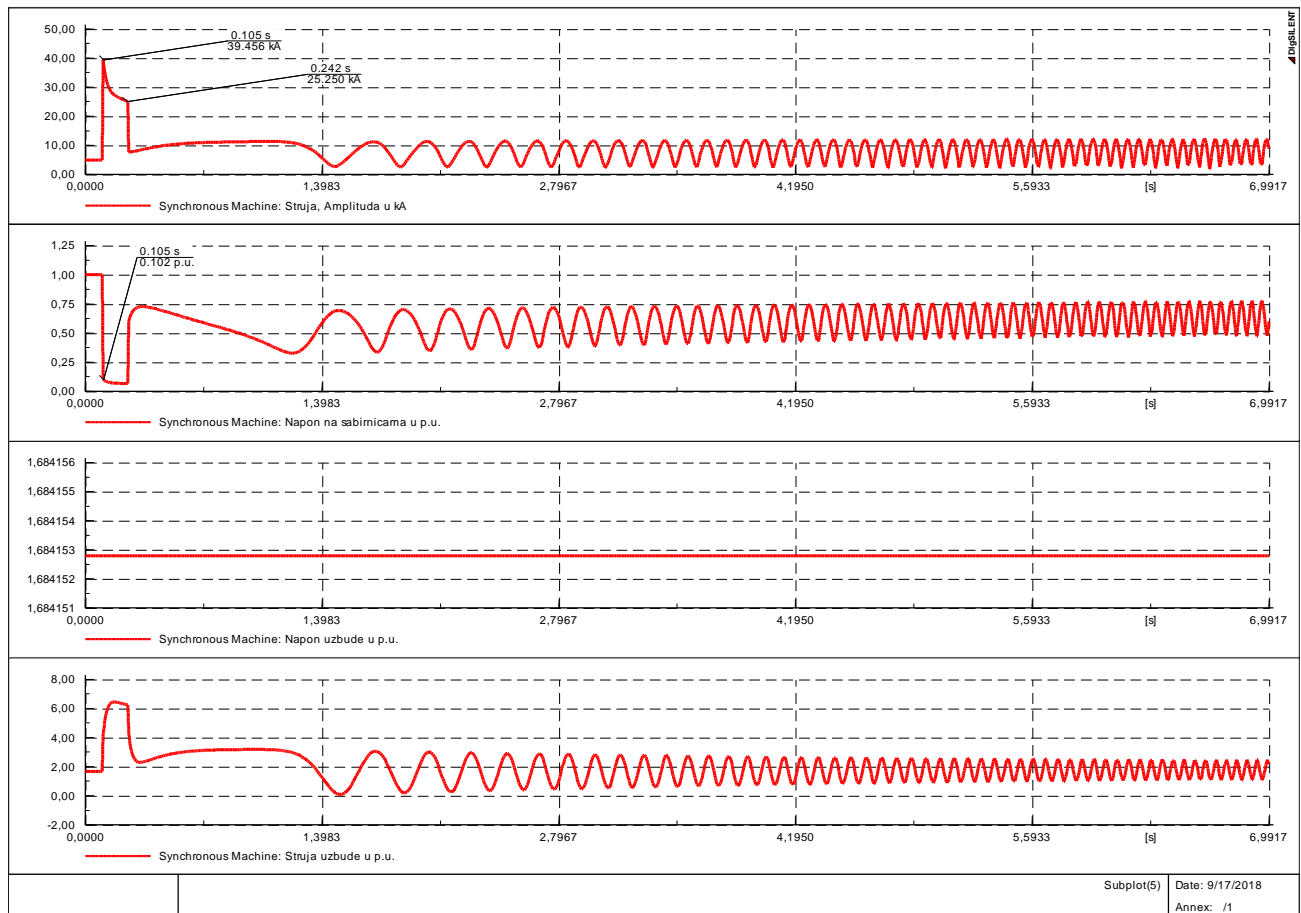 DIgSILENT
50,00
40,00
30,00
20,00
10,00
0,00
0.105 s
39.456 kA
0.242 s
25.250 kA
0,0000 1,3983 2,7967 4,1950 5,5933 [s] 6,9917
Synchronous Machine: Struja, Amplituda u kA
1,25
1,00
0,75
0,50
0,25
0,00
0.105 s
0.102 p.u.
0,0000 1,3983 2,7967 4,1950 5,5933 [s] 6,9917
Synchronous Machine: Napon na sabirnicama u p.u.
1,684156
1,684155
1,684154
1,684153
1,684152
1,684151
0,0000 1,3983 2,7967 4,1950 5,5933 [s] 6,9917
Synchronous Machine: Napon uzbude u p.u.
8,00
6,00
4,00
2,00
0,00
-2,00
0,0000 1,3983 2,7967 4,1950 5,5933 [s] 6,9917
Synchronous Machine: Struja uzbude u p.u.
Subplot(5)
Date: 9/17/2018
Annex: /1